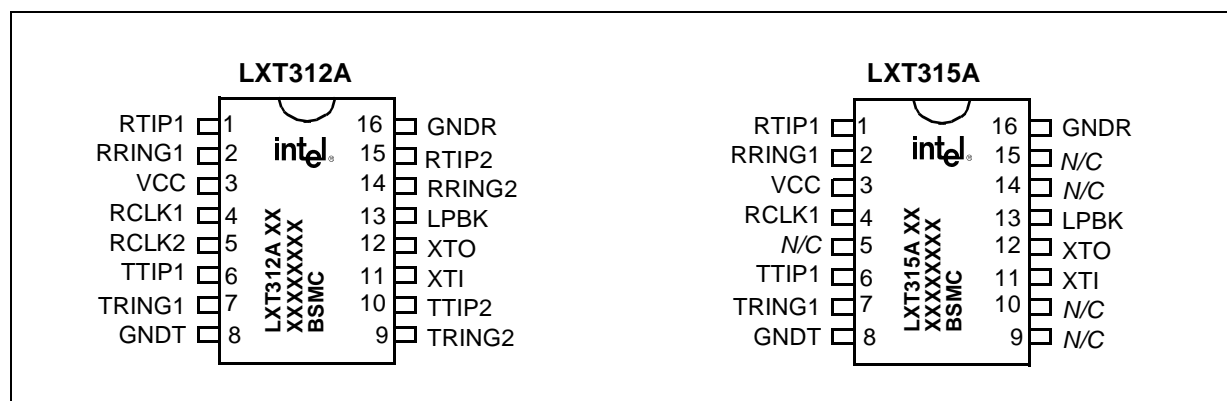 LXT312A
RTIP1 1 16 GNDR
RRING1 2 15 RTIP2
VCC 3 14 RRING2
RCLK1 4 13 LPBK
RCLK2 5 12 XTO
TTIP1 6 11 XTI
TRING1 7 10 TTIP2
GNDT 8 9 TRING2
intel®
LXT312A XX
XXXXXXXX
BSMC
LXT315A
RTIP1 1 16 GNDR
RRING1 2 15 N/C
VCC 3 14 N/C
RCLK1 4 13 LPBK
N/C 5 12 XTO
TTIP1 6 11 XTI
TRING1 7 10 N/C
GNDT 8 9 N/C
intel®
LXT315A XX
XXXXXXXX
BSMC